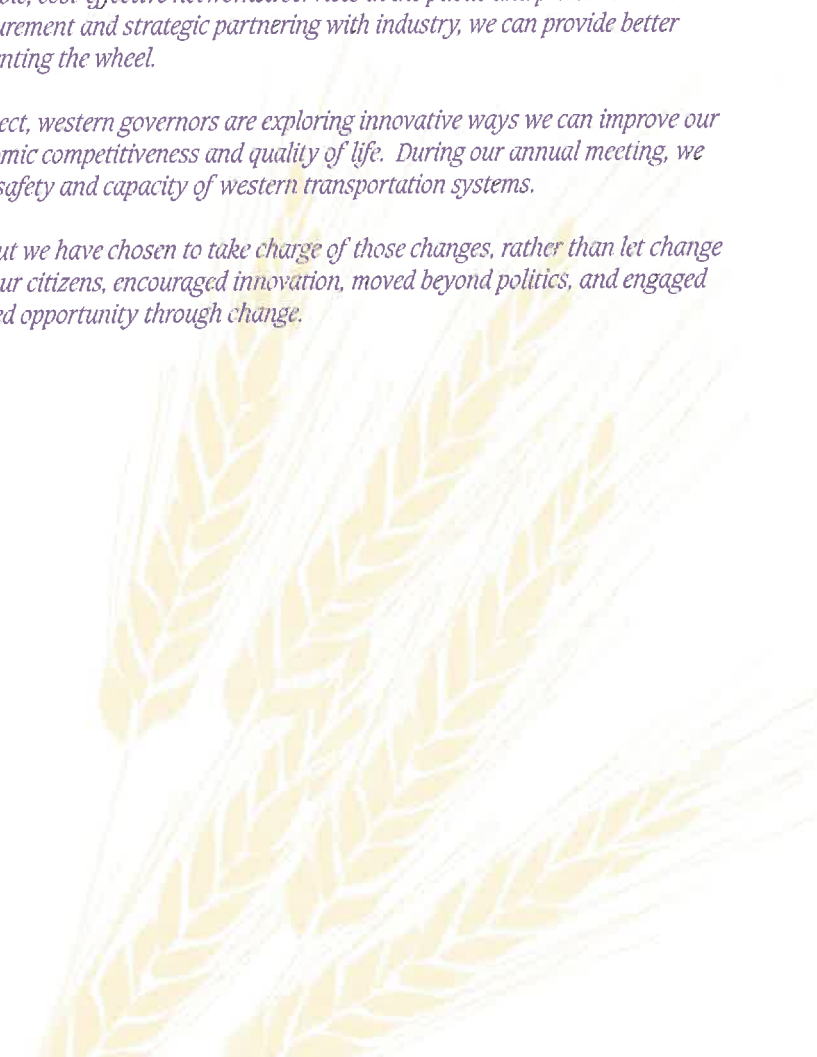 urement and strategic partnering with industry, we can provide better
nting the wheel.
ect, western governors are exploring innovative ways we can improve our
mic competitiveness and quality of life. During our annual meeting, we
safety and capacity of western transportation systems.
ut we have chosen to take charge of those changes, rather than let change
ur citizens, encouraged innovation, moved beyond politics, and engaged
ed opportunity through change.